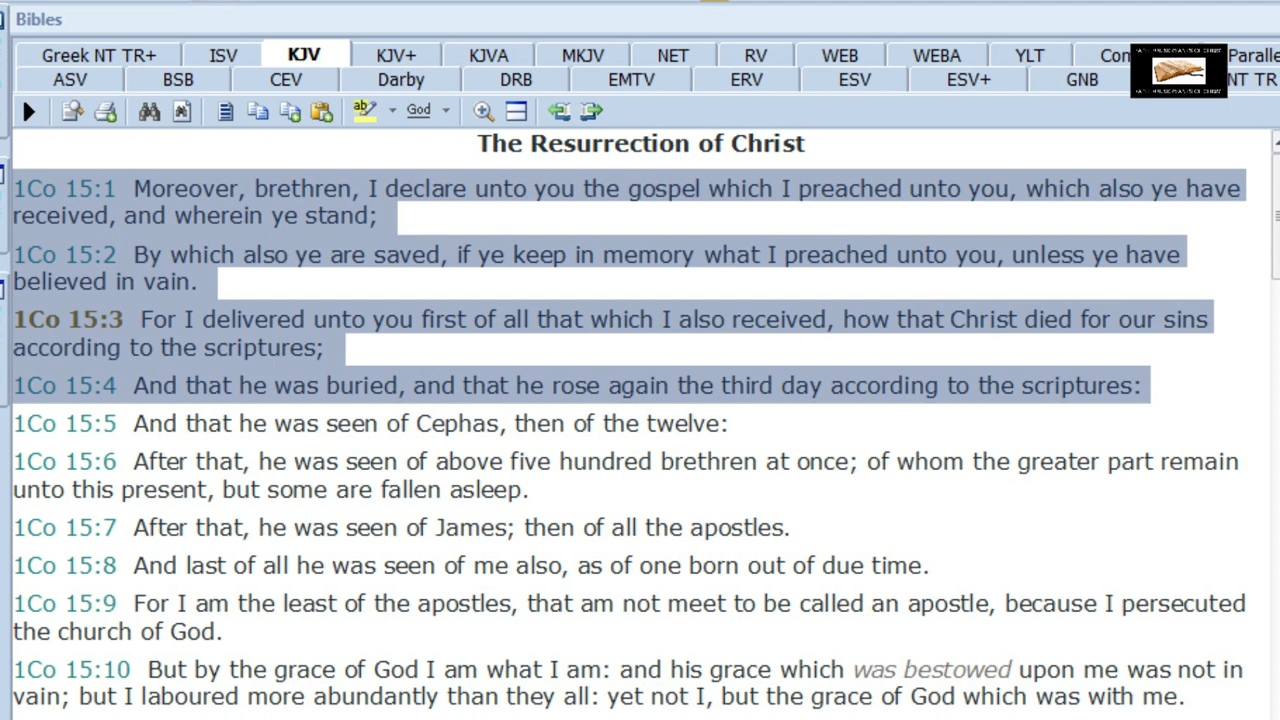 Bibles
Greek NT TR+ ISV KJV KJV+ KJVA MKJV NET RV WEB WEBA YLT Paralle
ASV BSB CEV Darby DRB EMTV ERV ESV ESV+ GNB NT TR
God
The Resurrection of Christ
1Co 15:1 Moreover, brethren, I declare unto you the gospel which I preached unto you, which also ye have
received, and wherein ye stand;
1Co 15:2 By which also ye are saved, if ye keep in memory what I preached unto you, unless ye have
believed in vain.
1Co 15:3 For I delivered unto you first of all that which I also received, how that Christ died for our sins
according to the scriptures;
1Co 15:4 And that he was buried, and that he rose again the third day according to the scriptures:
1Co 15:5 And that he was seen of Cephas, then of the twelve:
1Co 15:6 After that, he was seen of above five hundred brethren at once; of whom the greater part remain
unto this present, but some are fallen asleep.
1Co 15:7 After that, he was seen of James; then of all the apostles.
1Co 15:8 And last of all he was seen of me also, as of one born out of due time.
1Co 15:9 For I am the least of the apostles, that am not meet to be called an apostle, because I persecuted
the church of God.
1Co 15:10 But by the grace of God I am what I am: and his grace which was bestowed upon me was not in
vain; but I laboured more abundantly than they all: yet not I, but the grace of God which was with me.